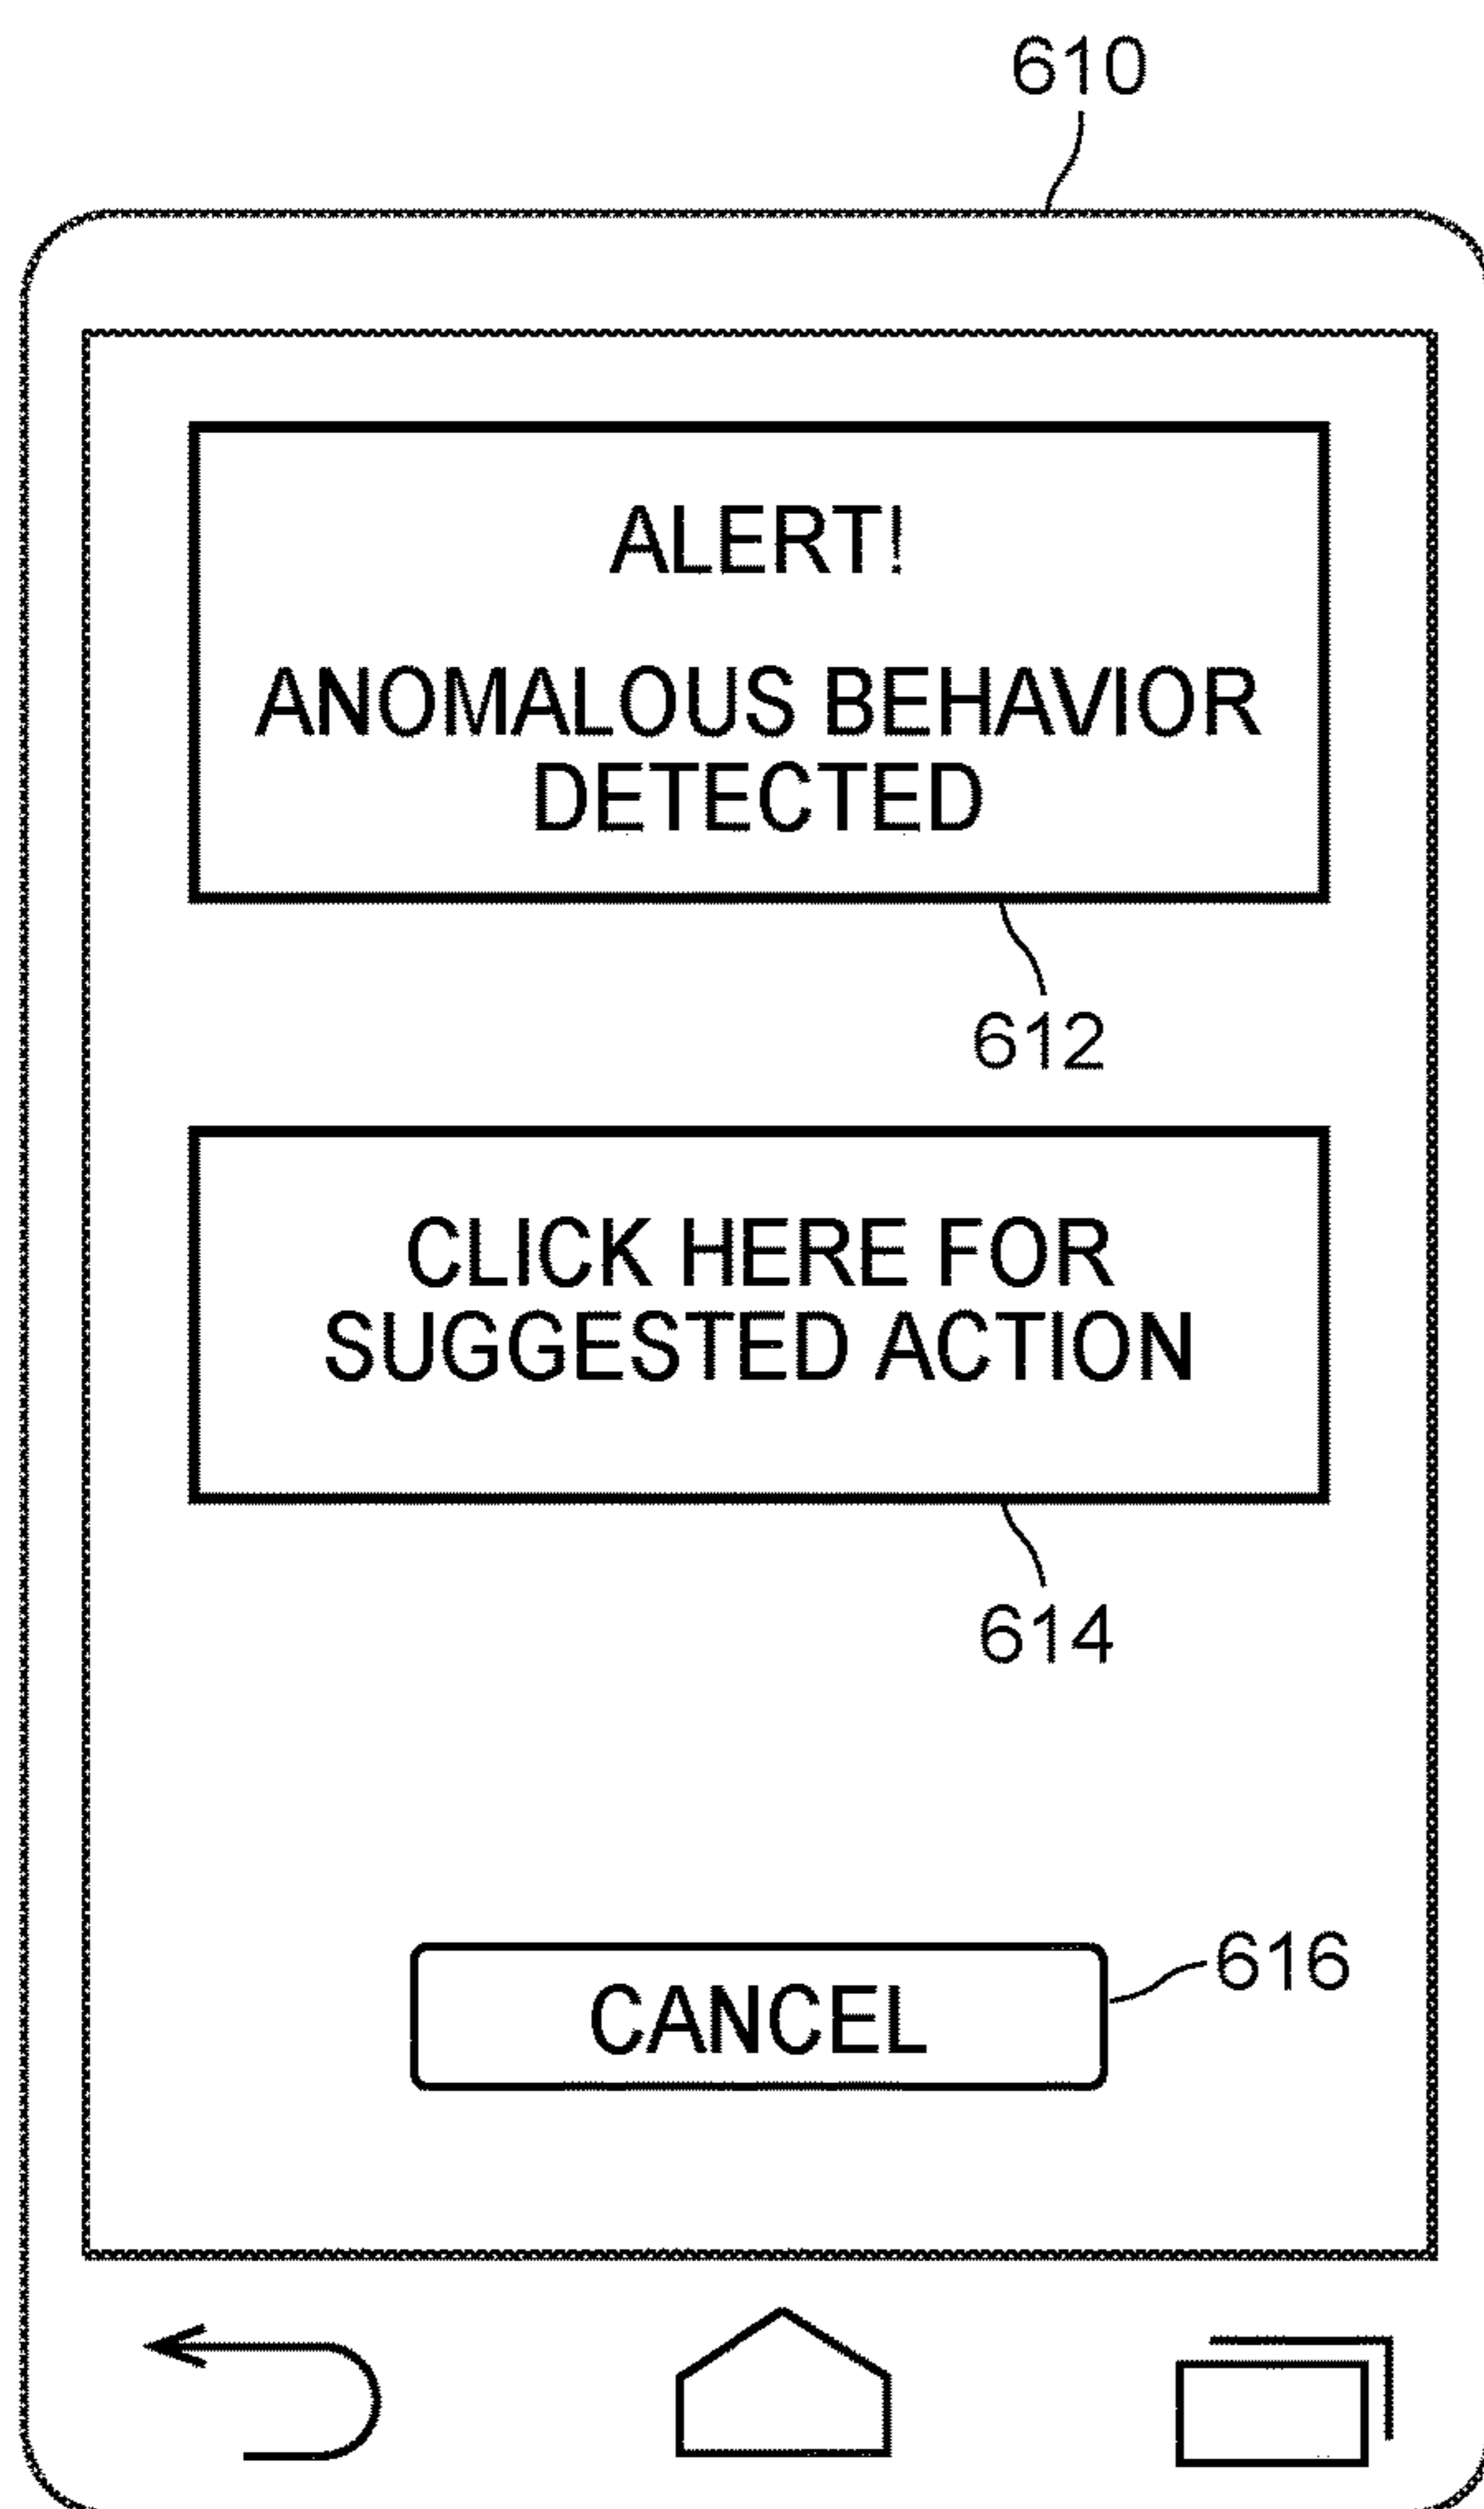 610
ALERT!
ANOMALOUS BEHAVIOR
DETECTED
612
CLICK HERE FOR
SUGGESTED ACTION
614
616
CANCEL